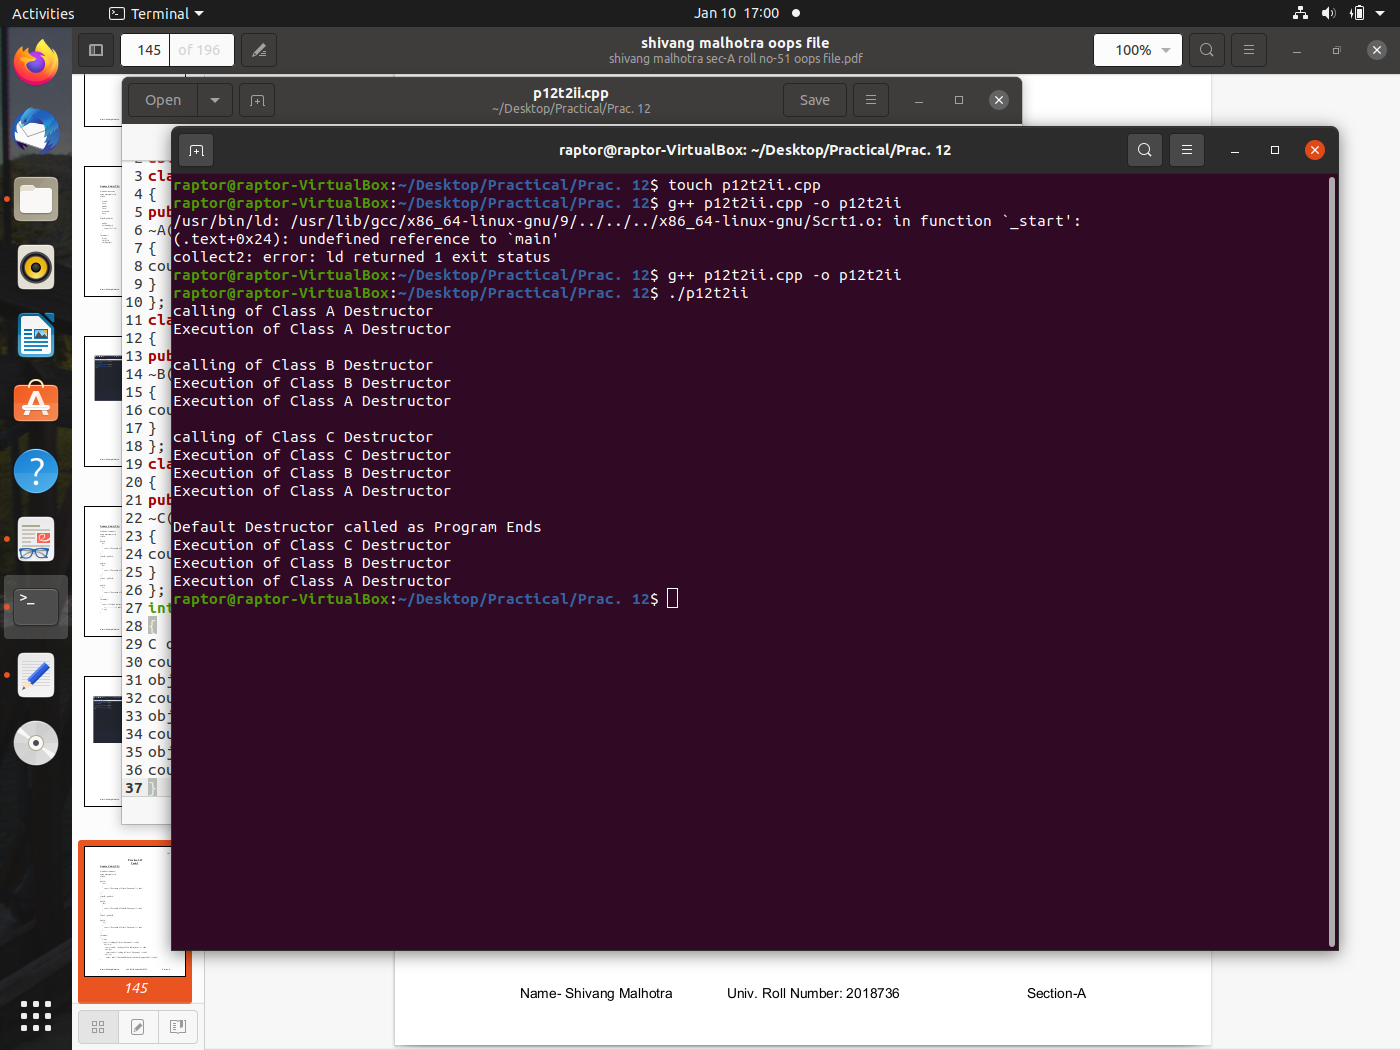 Activities
Terminal
Jan 10 17:00
145 of 196
shivang malhotra oops file
shivang malhotra sec-A roll no-51 oops file.pdf
100%
Open
p12t2ii.cpp
~/Desktop/Practical/Prac. 12
Save
raptor@raptor-VirtualBox: ~/Desktop/Practical/Prac. 12
3 cla
4 {
5 pub
6 ~A(
7 {
8 cou
9 }
10 };
11 cla
12 {
13 pub
14 ~B(
15 {
16 cou
17 }
18 };
19 cla
20 {
21 pub
22 ~C(
23 {
24 cou
25 }
26 };
27 int
28 {
29 C o
30 cou
31 obj
32 cou
33 obj
34 cou
35 obj
36 cou
37 }
raptor@raptor-VirtualBox:~/Desktop/Practical/Prac. 12$ touch p12t2ii.cpp
raptor@raptor-VirtualBox:~/Desktop/Practical/Prac. 12$ g++ p12t2ii.cpp -o p12t2ii
/usr/bin/ld: /usr/lib/gcc/x86_64-linux-gnu/9/../../../x86_64-linux-gnu/Scrt1.o: in function `_start':
(.text+0x24): undefined reference to `main'
collect2: error: ld returned 1 exit status
raptor@raptor-VirtualBox:~/Desktop/Practical/Prac. 12$ g++ p12t2ii.cpp -o p12t2ii
raptor@raptor-VirtualBox:~/Desktop/Practical/Prac. 12$ ./p12t2ii
calling of Class A Destructor
Execution of Class A Destructor
calling of Class B Destructor
Execution of Class B Destructor
Execution of Class A Destructor
calling of Class C Destructor
Execution of Class C Destructor
Execution of Class B Destructor
Execution of Class A Destructor
Default Destructor called as Program Ends
Execution of Class C Destructor
Execution of Class B Destructor
Execution of Class A Destructor
raptor@raptor-VirtualBox:~/Desktop/Practical/Prac. 12$
145
Name- Shivang Malhotra Univ. Roll Number: 2018736 Section-A